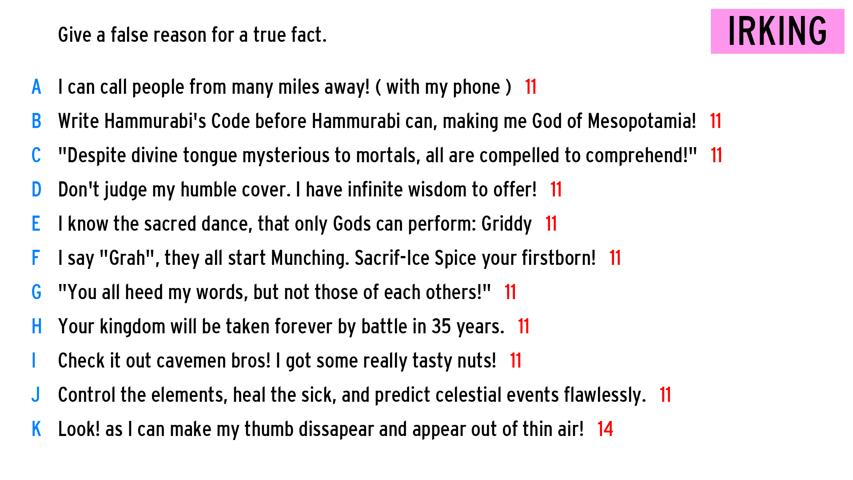 Give a false reason for a true fact.
IRKING
A I can call people from many miles away! ( with my phone ) 11
B Write Hammurabi's Code before Hammurabi can, making me God of Mesopotamia! 11
C "Despite divine tongue mysterious to mortals, all are compelled to comprehend!" 11
D Don't judge my humble cover. I have infinite wisdom to offer! 11
E I know the sacred dance, that only Gods can perform: Griddy 11
F I say "Grah", they all start Munching. Sacrif-Ice Spice your firstborn! 11
G "You all heed my words, but not those of each others!" 11
H Your kingdom will be taken forever by battle in 35 years. 11
I Check it out cavemen bros! I got some really tasty nuts! 11
J Control the elements, heal the sick, and predict celestial events flawlessly. 11
K Look! as I can make my thumb dissapear and appear out of thin air! 14